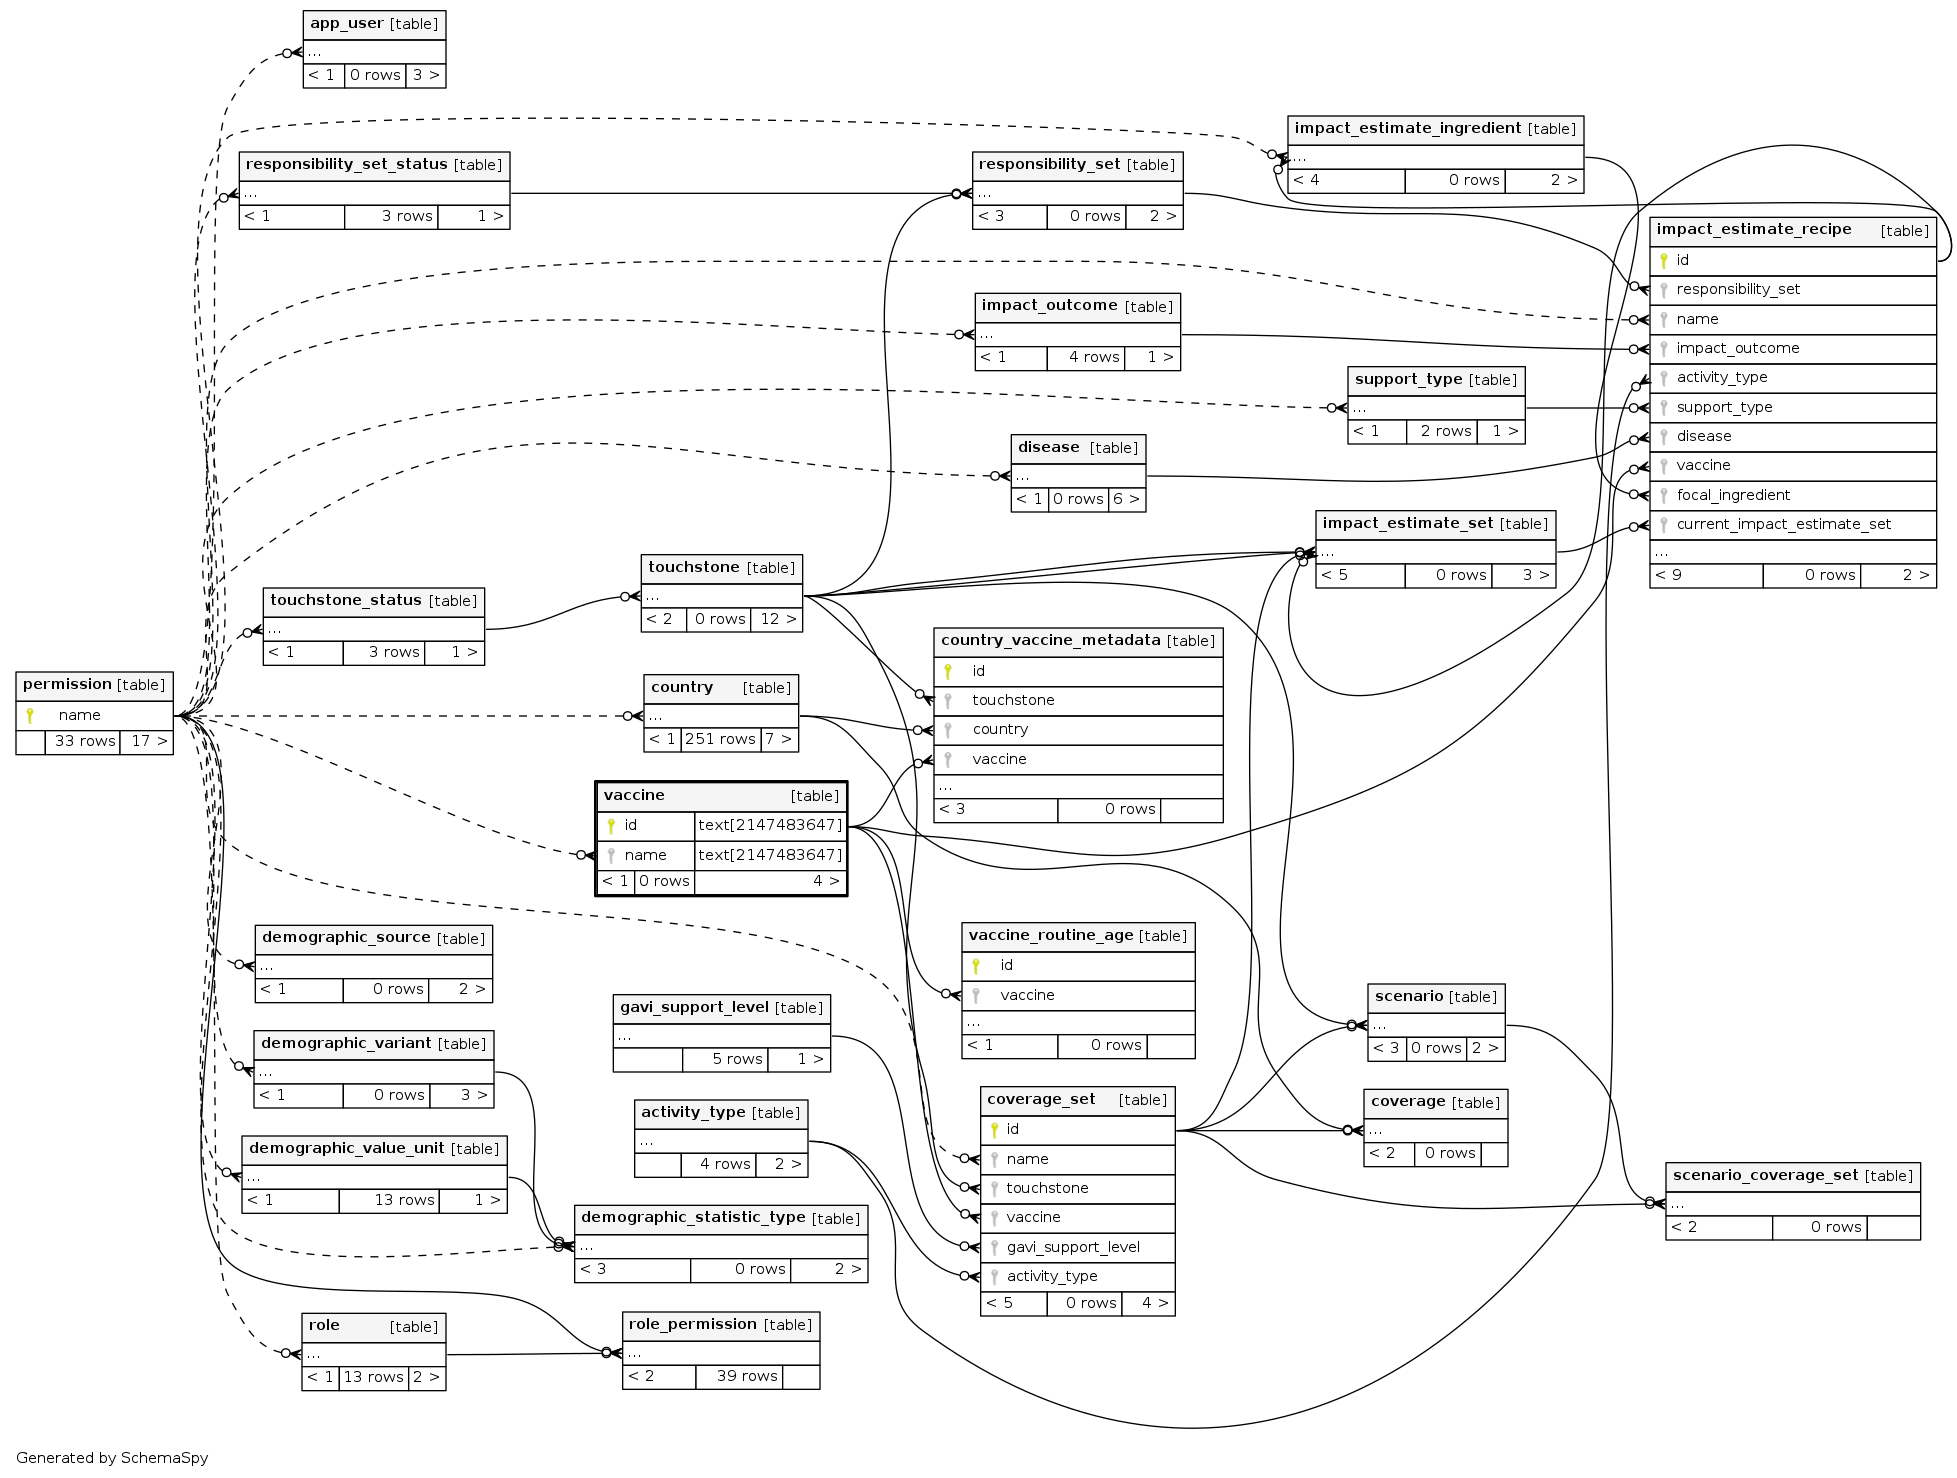 app_user [table]
...
< 1 0 rows 3 >
impact_estimate_ingredient [table]
...
< 4 0 rows 2 >
responsibility_set_status [table]
...
< 1 3 rows 1 >
responsibility_set [table]
...
< 3 0 rows 2 >
impact_estimate_recipe [table]
id
responsibility_set
name
impact_outcome
activity_type
support_type
disease
vaccine
focal_ingredient
current_impact_estimate_set
...
< 9 0 rows 2 >
impact_outcome [table]
...
< 1 4 rows 1 >
support_type [table]
...
< 1 2 rows 1 >
disease [table]
...
< 1 0 rows 6 >
impact_estimate_set [table]
...
< 5 0 rows 3 >
touchstone [table]
...
< 2 0 rows 12 >
touchstone_status [table]
...
< 1 3 rows 1 >
country_vaccine_metadata [table]
id
touchstone
country
vaccine
...
< 3 0 rows
permission [table]
name
33 rows 17 >
country [table]
...
< 1 251 rows 7 >
vaccine [table]
id text[2147483647]
name text[2147483647]
< 1 0 rows 4 >
demographic_source [table]
...
< 1 0 rows 2 >
vaccine_routine_age [table]
id
vaccine
...
< 1 0 rows
gavi_support_level [table]
...
5 rows 1 >
scenario [table]
...
< 3 0 rows 2 >
demographic_variant [table]
...
< 1 0 rows 3 >
coverage_set [table]
id
name
touchstone
vaccine
gavi_support_level
activity_type
< 5 0 rows 4 >
coverage [table]
...
< 2 0 rows
activity_type [table]
...
4 rows 2 >
demographic_value_unit [table]
...
< 1 13 rows 1 >
scenario_coverage_set [table]
...
< 2 0 rows
demographic_statistic_type [table]
...
< 3 0 rows 2 >
role [table]
...
< 1 13 rows 2 >
role_permission [table]
...
< 2 39 rows
Generated by SchemaSpy